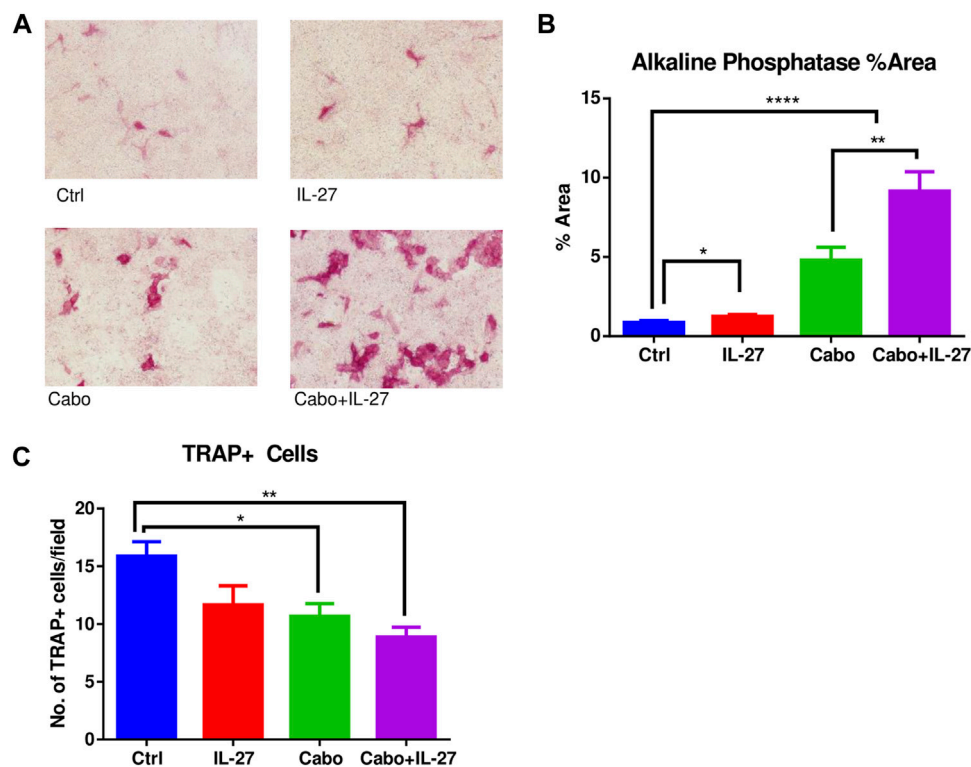 A
Ctrl
IL-27
Cabo
Cabo+IL-27
B
Alkaline Phosphatase %Area
% Area
15
10
5
0
****
**
*
Ctrl
IL-27
Cabo
Cabo+IL-27
C
TRAP+ Cells
No. of TRAP+ cells/field
20
15
10
5
0
**
*
Ctrl
IL-27
Cabo
Cabo+IL-27